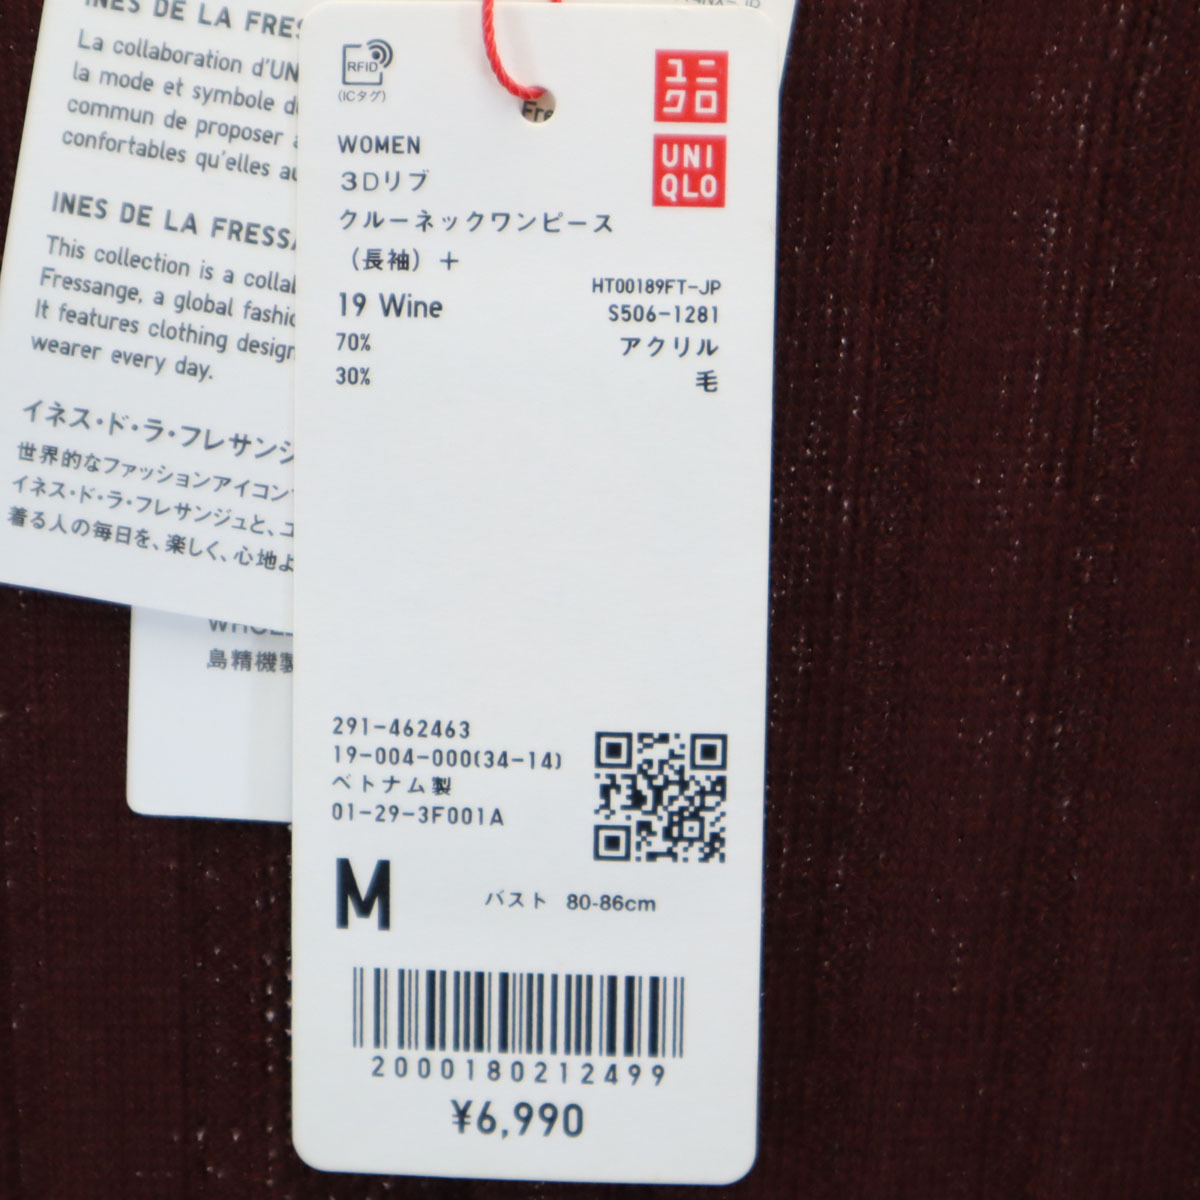 INES DE LA FRES
La collaboration d'UN
la mode et symbole d
commun de proposer
confortables qu'elles au
INES DE LA FRESSA
This collection is a collal
Fressange, a global fashic
It features clothing design
wearer every day.
イネス・ド・ラ・フレサンジ
世界的なファッションアイコン
イネス・ド・ラ・フレサンジュと、ユ
着る人の毎日を、楽しく、心地よ
島精機製
RFID
(ICタグ)
Fre
ユニ
クロ
UNI
QLO
WOMEN
3Dリブ
クルーネックワンピース
(長袖)+
HT00189FT-JP
19 Wine S506-1281
70% アクリル
30% 毛
291-462463
19-004-000(34-14)
ベトナム製
01-29-3F001A
M バスト 80-86cm
2000180212499
¥6,990